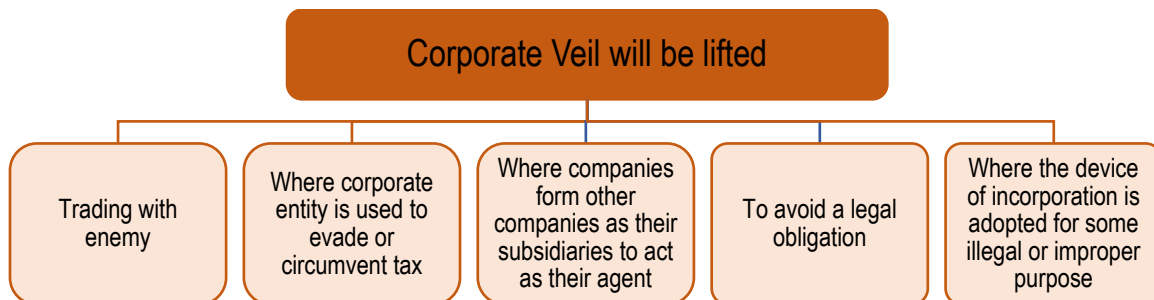 Corporate Veil will be lifted
Trading with
enemy
Where corporate
entity is used to
evade or
circumvent tax
Where companies
form other
companies as their
subsidiaries to act
as their agent
To avoid a legal
obligation
Where the device
of incorporation is
adopted for some
illegal or improper
purpose